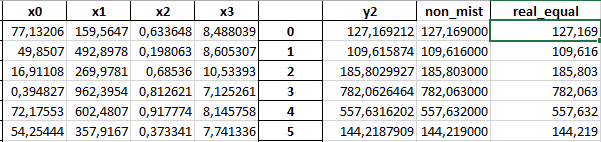 x0 x1 x2 x3 y2 non_mist real_equal
77,13206 159,5647 0,633648 8,488039 0 127,169212 127,169000 127,169
49,8507 492,8978 0,198063 8,605307 1 109,615874 109,616000 109,616
16,91108 269,9781 0,68536 10,53393 2 185,8029927 185,803000 185,803
0,394827 962,3954 0,812621 7,125261 3 782,0626464 782,063000 782,063
72,17553 602,4807 0,917774 8,145758 4 557,6316202 557,632000 557,632
54,25444 357,9167 0,373341 7,741336 5 144,2187909 144,219000 144,219